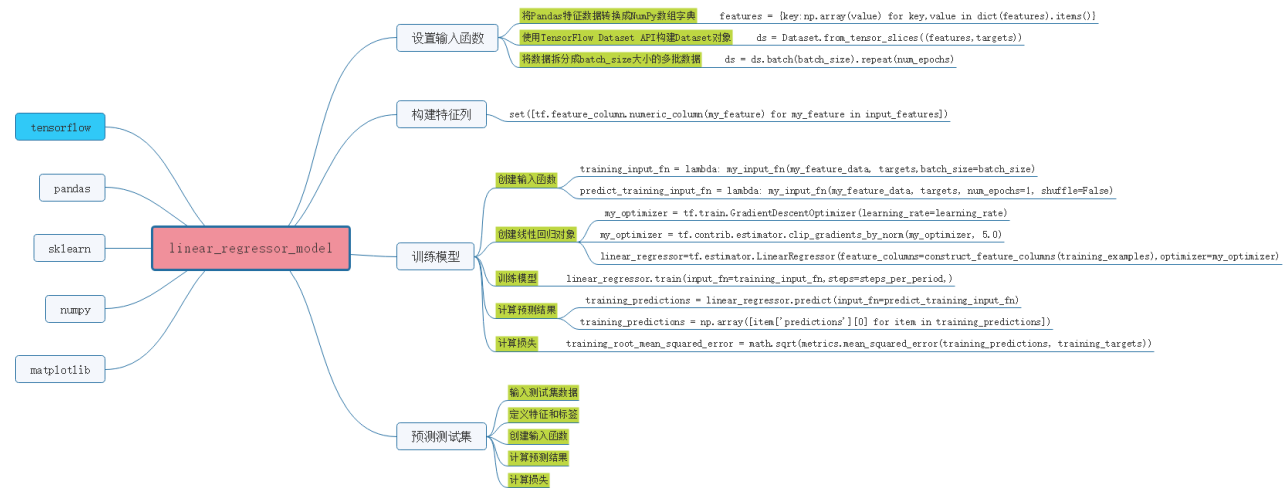 tensorflow
pandas
sklearn
numpy
matplotlib
linear_regressor_model
设置输入函数
将Pandas特征数据转换成NumPy数组字典 features = {key:np.array(value) for key,value in dict(features).items()}
使用TensorFlow Dataset API构建Dataset对象 ds = Dataset.from_tensor_slices((features,targets))
将数据拆分成batch_size大小的多批数据 ds = ds.batch(batch_size).repeat(num_epochs)
构建特征列
set([tf.feature_column.numeric_column(my_feature) for my_feature in input_features])
训练模型
创建输入函数
training_input_fn = lambda: my_input_fn(my_feature_data, targets,batch_size=batch_size)
predict_training_input_fn = lambda: my_input_fn(my_feature_data, targets, num_epochs=1, shuffle=False)
创建线性回归对象
my_optimizer = tf.train.GradientDescentOptimizer(learning_rate=learning_rate)
my_optimizer = tf.contrib.estimator.clip_gradients_by_norm(my_optimizer, 5.0)
linear_regressor=tf.estimator.LinearRegressor(feature_columns=construct_feature_columns(training_examples),optimizer=my_optimizer)
训练模型 linear_regressor.train(input_fn=training_input_fn,steps=steps_per_period,)
计算预测结果
training_predictions = linear_regressor.predict(input_fn=predict_training_input_fn)
training_predictions = np.array([item['predictions'][0] for item in training_predictions])
计算损失 training_root_mean_squared_error = math.sqrt(metrics.mean_squared_error(training_predictions, training_targets))
预测测试集
输入测试集数据
定义特征和标签
创建输入函数
计算预测结果
计算损失